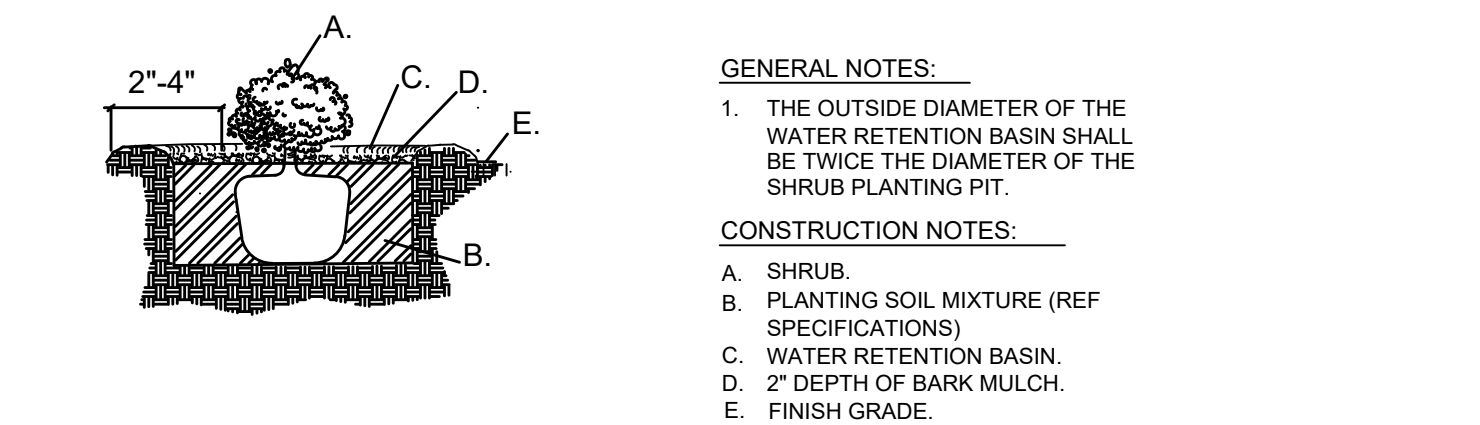 A.
2"-4"
C.
D.
E.
B.
GENERAL NOTES:
1. THE OUTSIDE DIAMETER OF THE
WATER RETENTION BASIN SHALL
BE TWICE THE DIAMETER OF THE
SHRUB PLANTING PIT.
CONSTRUCTION NOTES:
A. SHRUB.
B. PLANTING SOIL MIXTURE (REF
SPECIFICATIONS)
C. WATER RETENTION BASIN.
D. 2" DEPTH OF BARK MULCH.
E. FINISH GRADE.